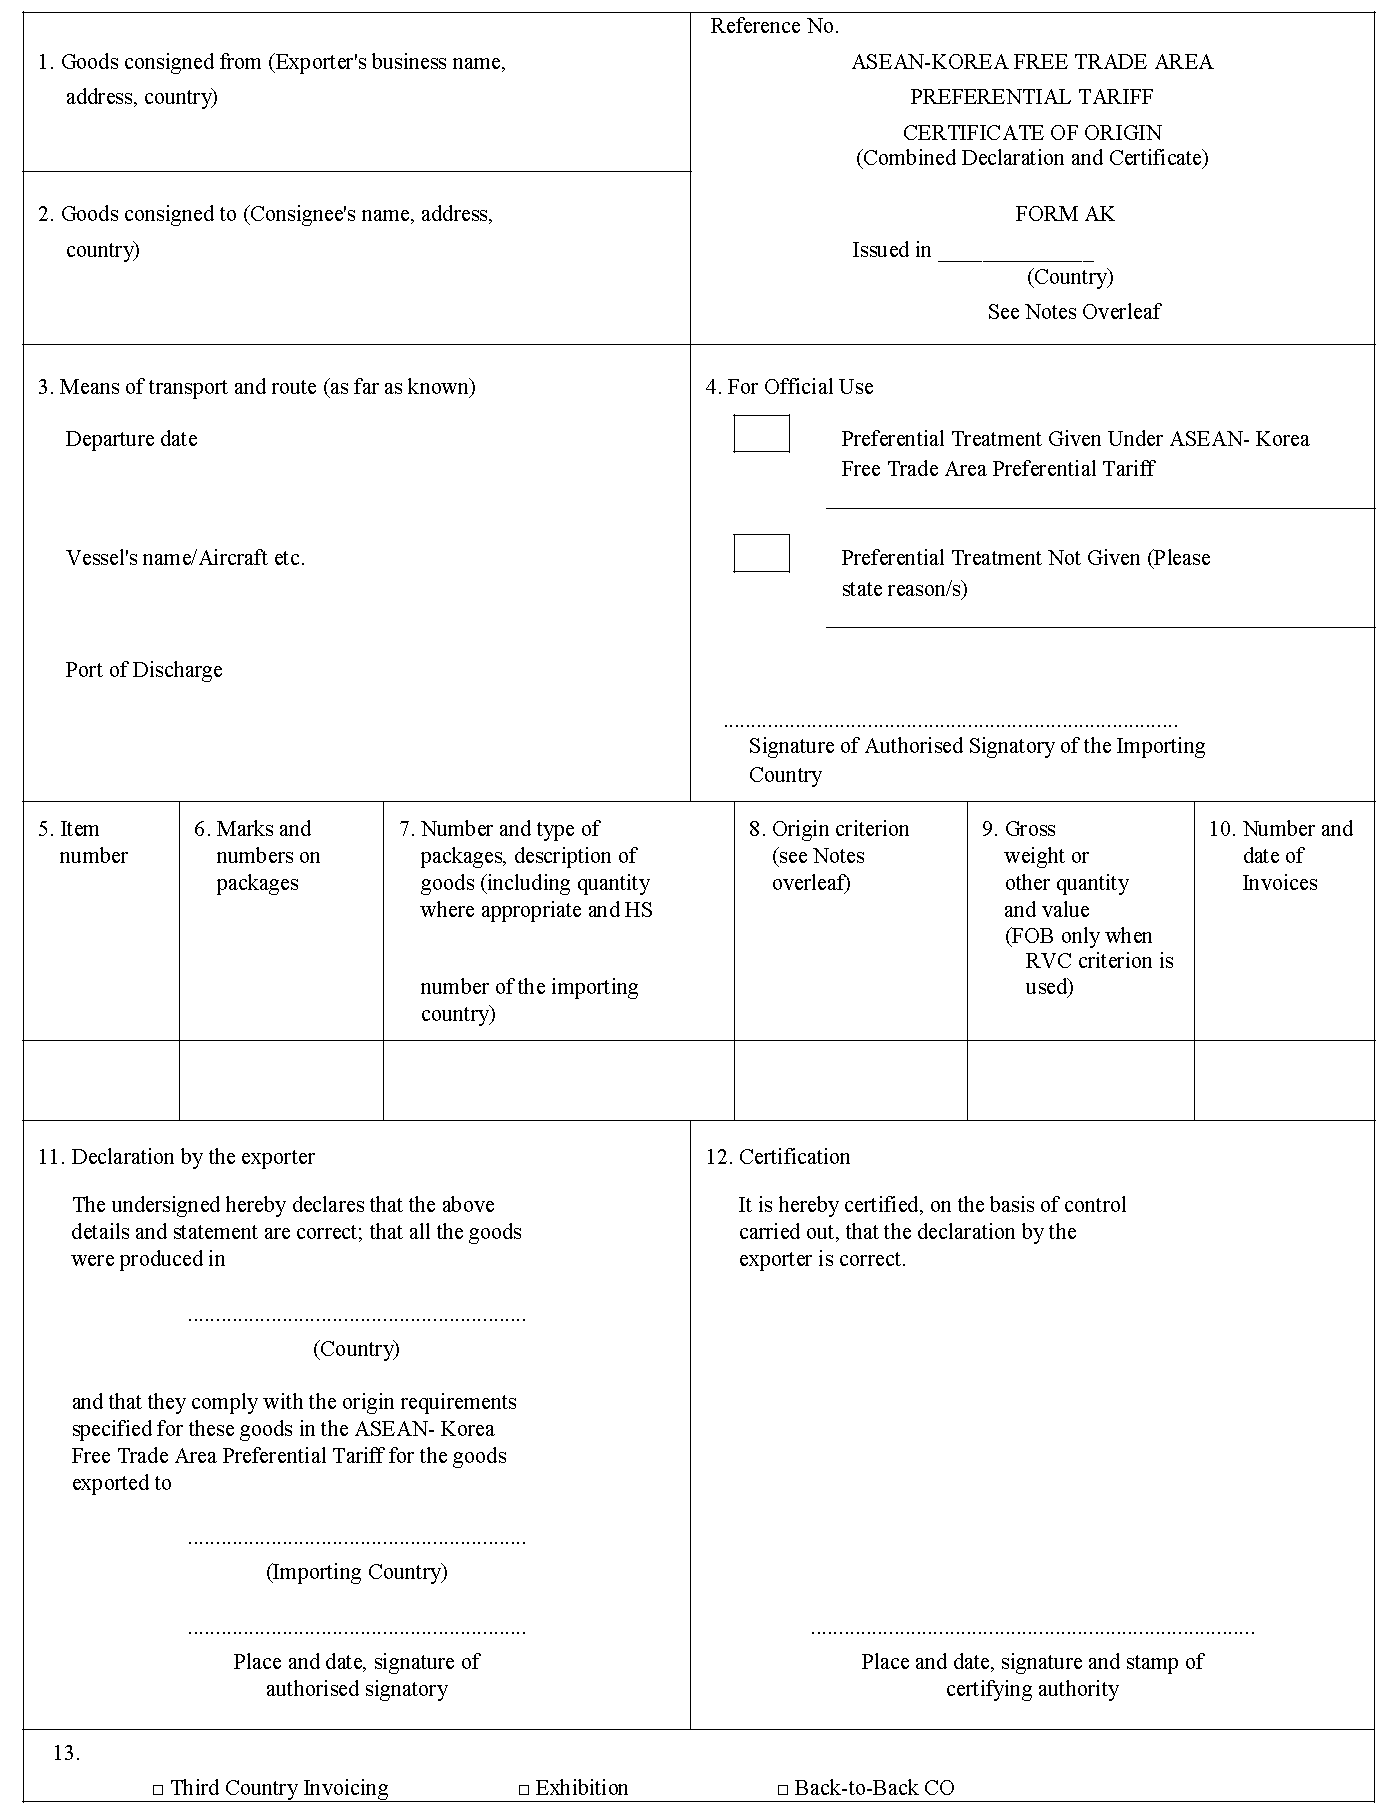 Reference No.
1. Goods consigned from (Exporter's business name,
address, country)
ASEAN-KOREA FREE TRADE AREA
PREFERENTIAL TARIFF
CERTIFICATE OF ORIGIN
(Combined Declaration and Certificate)
2. Goods consigned to (Consignee's name, address,
country)
FORM AK
Issued in ______________
(Country)
See Notes Overleaf
3. Means of transport and route (as far as known)
Departure date
Vessel's name/Aircraft etc.
Port of Discharge
4. For Official Use
Preferential Treatment Given Under ASEAN- Korea
Free Trade Area Preferential Tariff
Preferential Treatment Not Given (Please
state reason/s)
....................................................................................
Signature of Authorised Signatory of the Importing
Country
5. Item
number
6. Marks and
numbers on
packages
7. Number and type of
packages, description of
goods (including quantity
where appropriate and HS
number of the importing
country)
8. Origin criterion
(see Notes
overleaf)
9. Gross
weight or
other quantity
and value
(FOB only when
RVC criterion is
used)
10. Number and
date of
Invoices
11. Declaration by the exporter
The undersigned hereby declares that the above
details and statement are correct; that all the goods
were produced in
..............................................................
(Country)
and that they comply with the origin requirements
specified for these goods in the ASEAN- Korea
Free Trade Area Preferential Tariff for the goods
exported to
..............................................................
(Importing Country)
..............................................................
Place and date, signature of
authorised signatory
12. Certification
It is hereby certified, on the basis of control
carried out, that the declaration by the
exporter is correct.
..................................................................................
Place and date, signature and stamp of
certifying authority
13.
□ Third Country Invoicing □ Exhibition □ Back-to-Back CO